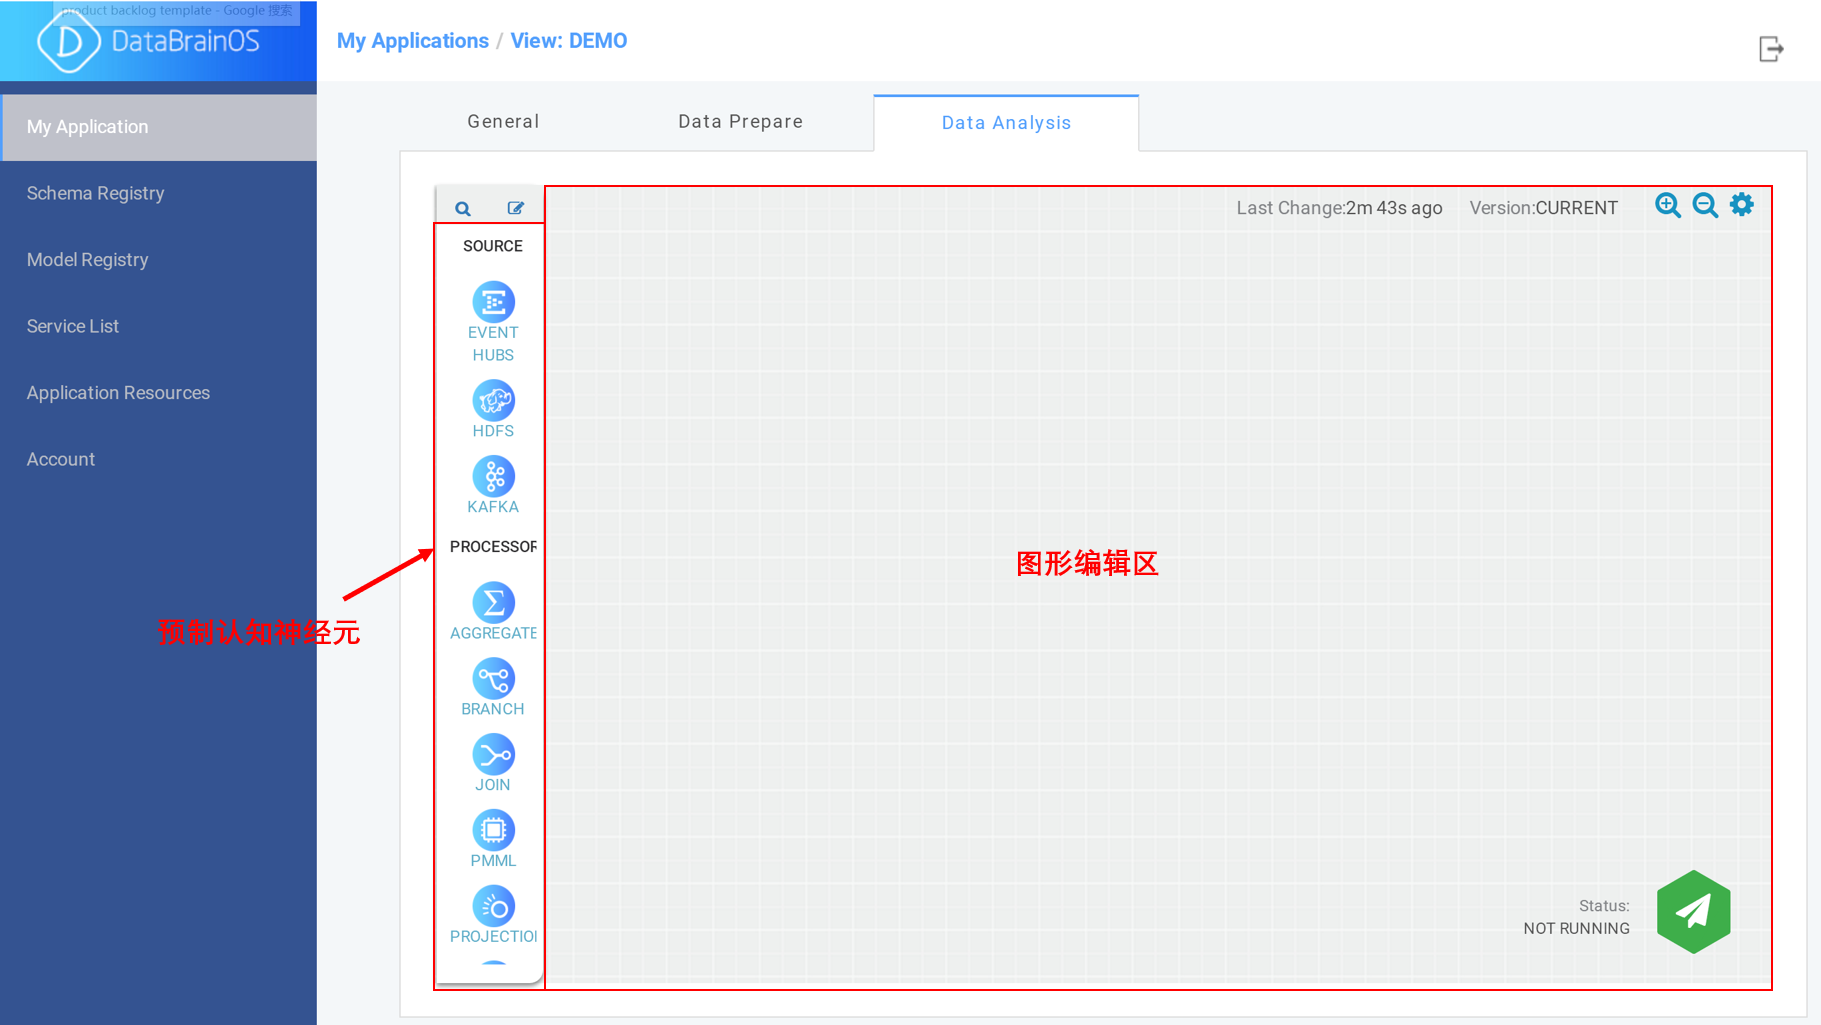 product backlog template - Google 搜索
DataBrainOS
My Applications / View: DEMO
My Application
Schema Registry
Model Registry
Service List
Application Resources
Account
General
Data Prepare
Data Analysis
Last Change:2m 43s ago
Version:CURRENT
SOURCE
EVENT
HUBS
HDFS
KAFKA
PROCESSOR
AGGREGATE
BRANCH
JOIN
PMML
PROJECTIO
预制认知神经元
图形编辑区
Status:
NOT RUNNING